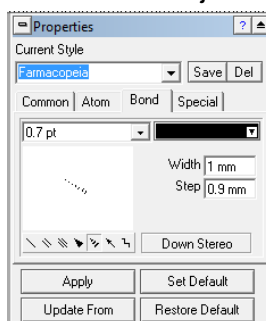 Properties ?
Current Style
Farmacopeia Save Del
Common Atom Bond Special
0.7 pt
Width 1 mm
Step 0.9 mm
Down Stereo
Apply Set Default
Update From Restore Default